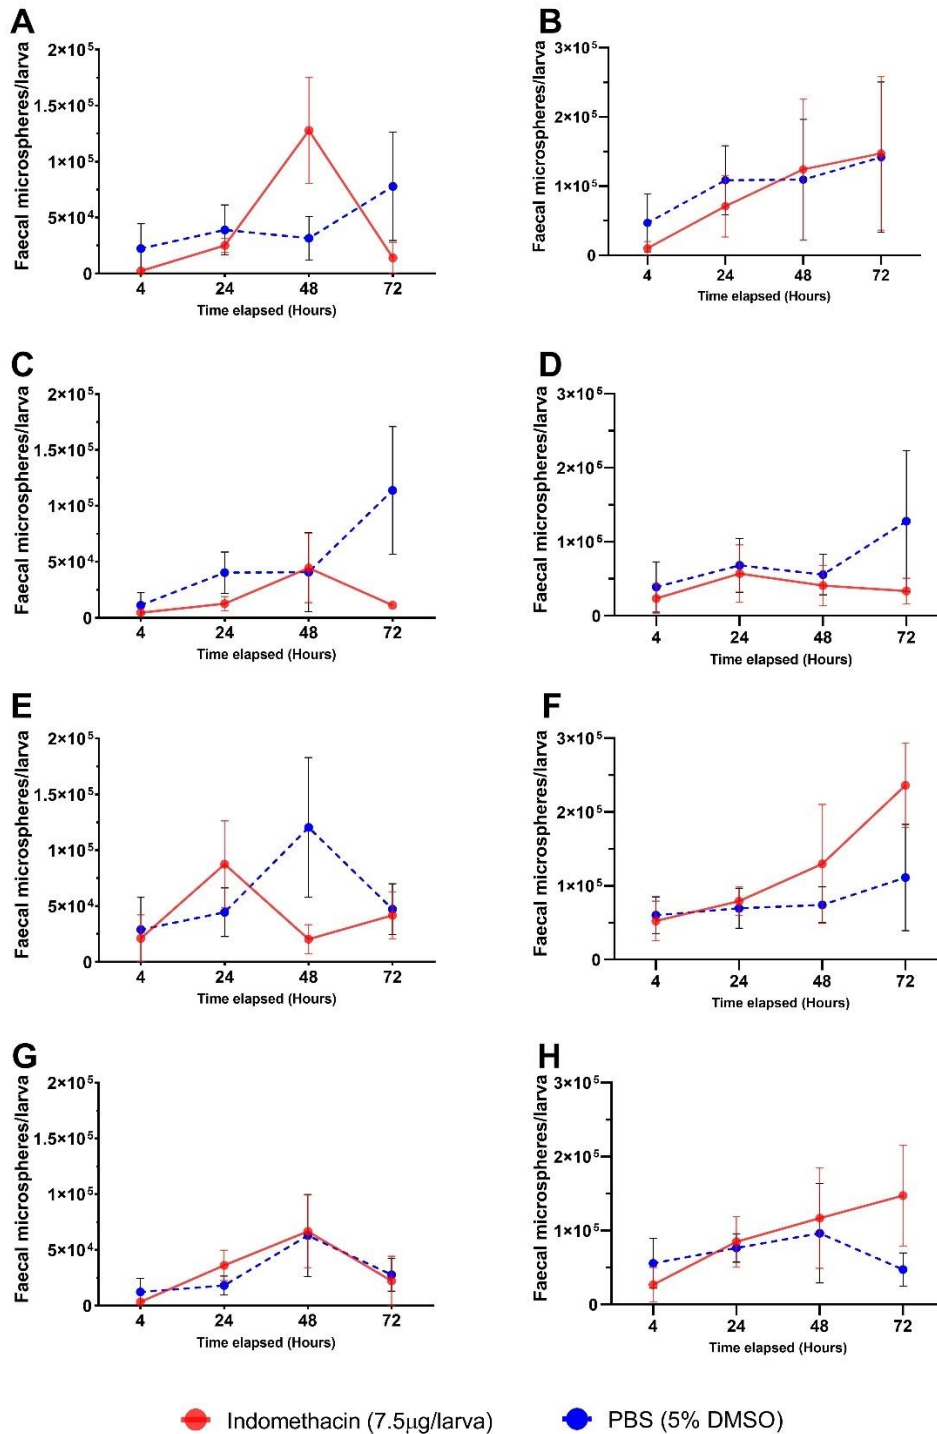 A
Faecal microspheres/larva
2×10⁵
1.5×10⁵
1×10⁵
5×10⁴
0
4 24 48 72
Time elapsed (Hours)
B
Faecal microspheres/larva
3×10⁵
2×10⁵
1×10⁵
0
4 24 48 72
Time elapsed (Hours)
C
Faecal microspheres/larva
2×10⁵
1.5×10⁵
1×10⁵
5×10⁴
0
4 24 48 72
Time elapsed (Hours)
D
Faecal microspheres/larva
3×10⁵
2×10⁵
1×10⁵
0
4 24 48 72
Time elapsed (Hours)
E
Faecal microspheres/larva
2×10⁵
1.5×10⁵
1×10⁵
5×10⁴
0
4 24 48 72
Time elapsed (Hours)
F
Faecal microspheres/larva
3×10⁵
2×10⁵
1×10⁵
0
4 24 48 72
Time elapsed (Hours)
G
Faecal microspheres/larva
2×10⁵
1.5×10⁵
1×10⁵
5×10⁴
0
4 24 48 72
Time elapsed (Hours)
H
Faecal microspheres/larva
3×10⁵
2×10⁵
1×10⁵
0
4 24 48 72
Time elapsed (Hours)
Indomethacin (7.5µg/larva)
PBS (5% DMSO)